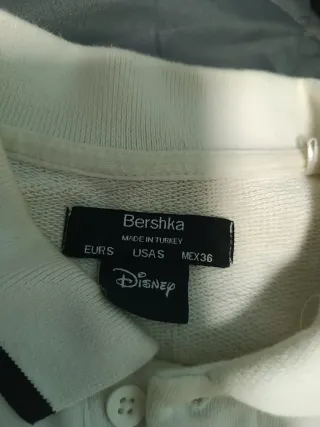 Bershka
MADE IN TURKEY
EUR S USA S MEX 36
Disney